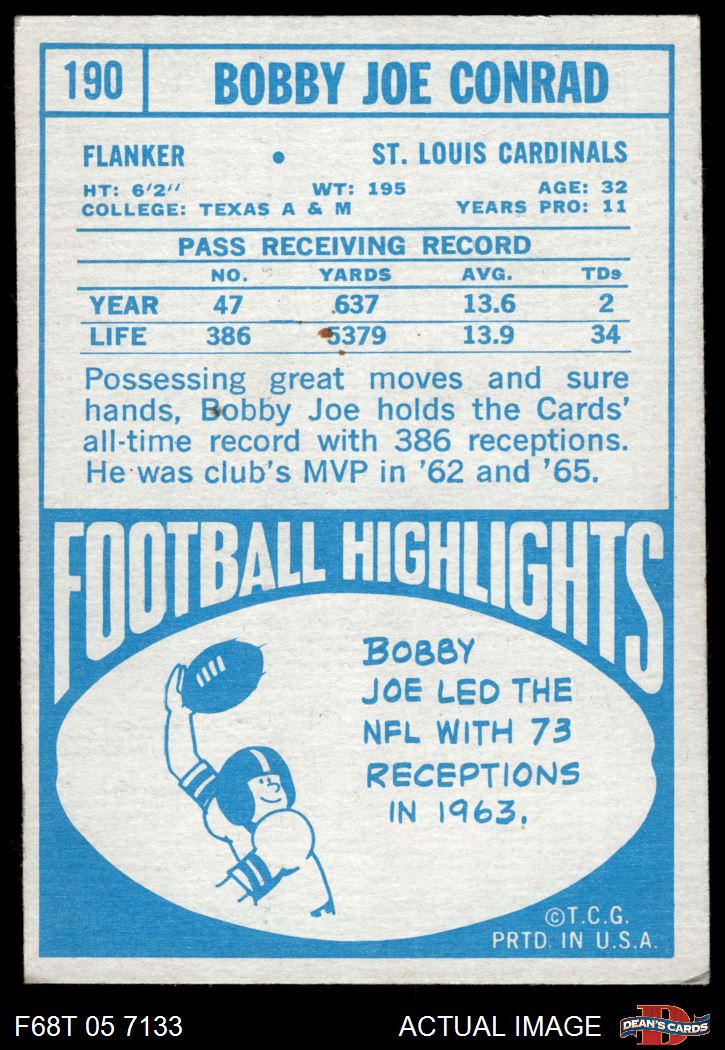 190 BOBBY JOE CONRAD
FLANKER • ST. LOUIS CARDINALS
HT: 6'2" WT: 195 AGE: 32
COLLEGE: TEXAS A & M YEARS PRO: 11
PASS RECEIVING RECORD
NO. YARDS AVG. TDs
YEAR 47 637 13.6 2
LIFE 386 5379 13.9 34
Possessing great moves and sure
hands, Bobby Joe holds the Cards'
all-time record with 386 receptions.
He was club's MVP in '62 and '65.
FOOTBALL HIGHLIGHTS
BOBBY
JOE LED THE
NFL WITH 73
RECEPTIONS
IN 1963.
©T.C.G.
PRTD. IN U.S.A.
F68T 05 7133 ACTUAL IMAGE D DEAN'S CARDS